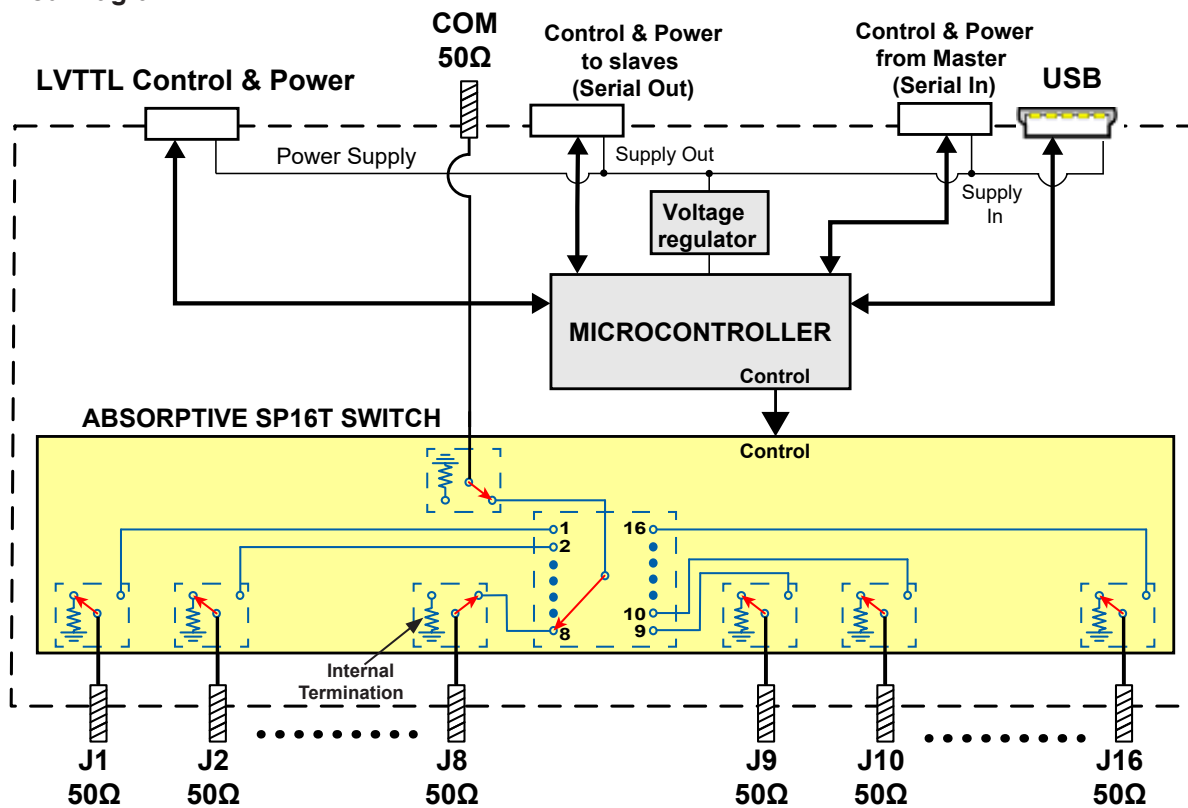 COM
50Ω
Control & Power
to slaves
(Serial Out)
Control & Power
from Master
(Serial In)
USB
LVTTL Control & Power
Power Supply
Supply Out
Supply
In
Voltage
regulator
MICROCONTROLLER
Control
ABSORPTIVE SP16T SWITCH
Control
1
16
2
10
8
9
Internal
Termination
J1
50Ω
J2
50Ω
J8
50Ω
J9
50Ω
J10
50Ω
J16
50Ω